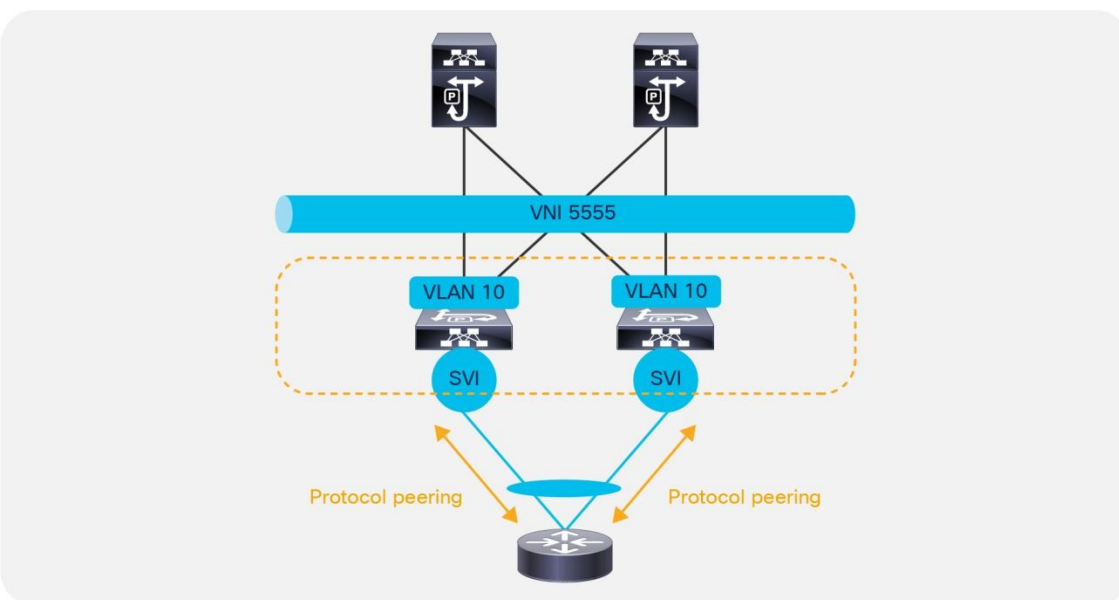 P
P
VNI 5555
VLAN 10
VLAN 10
P
P
SVI
SVI
Protocol peering
Protocol peering